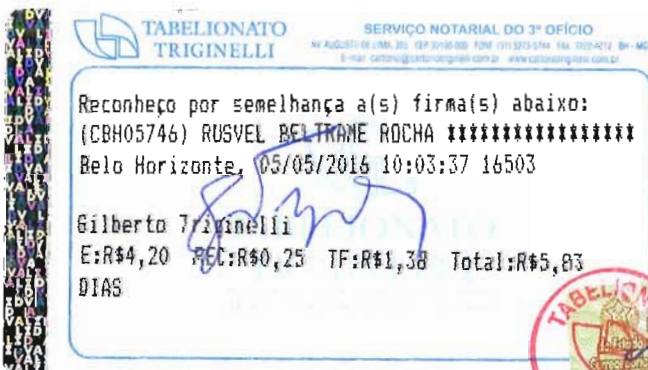 TABELIONATO
TRIGINELLI
SERVIÇO NOTARIAL DO 3º OFÍCIO
BH - MG
Reconheço por semelhança a(s) firma(s) abaixo:
(CBH05746) RUSVEL BELTRAME ROCHA ‡‡‡‡‡‡‡‡‡‡‡‡‡‡‡‡‡
Belo Horizonte, 05/05/2016 10:03:37 16503
Gilberto Triginelli
E:R$4,20 REC:R$0,25 TF:R$1,38 Total:R$5,83
DIAS